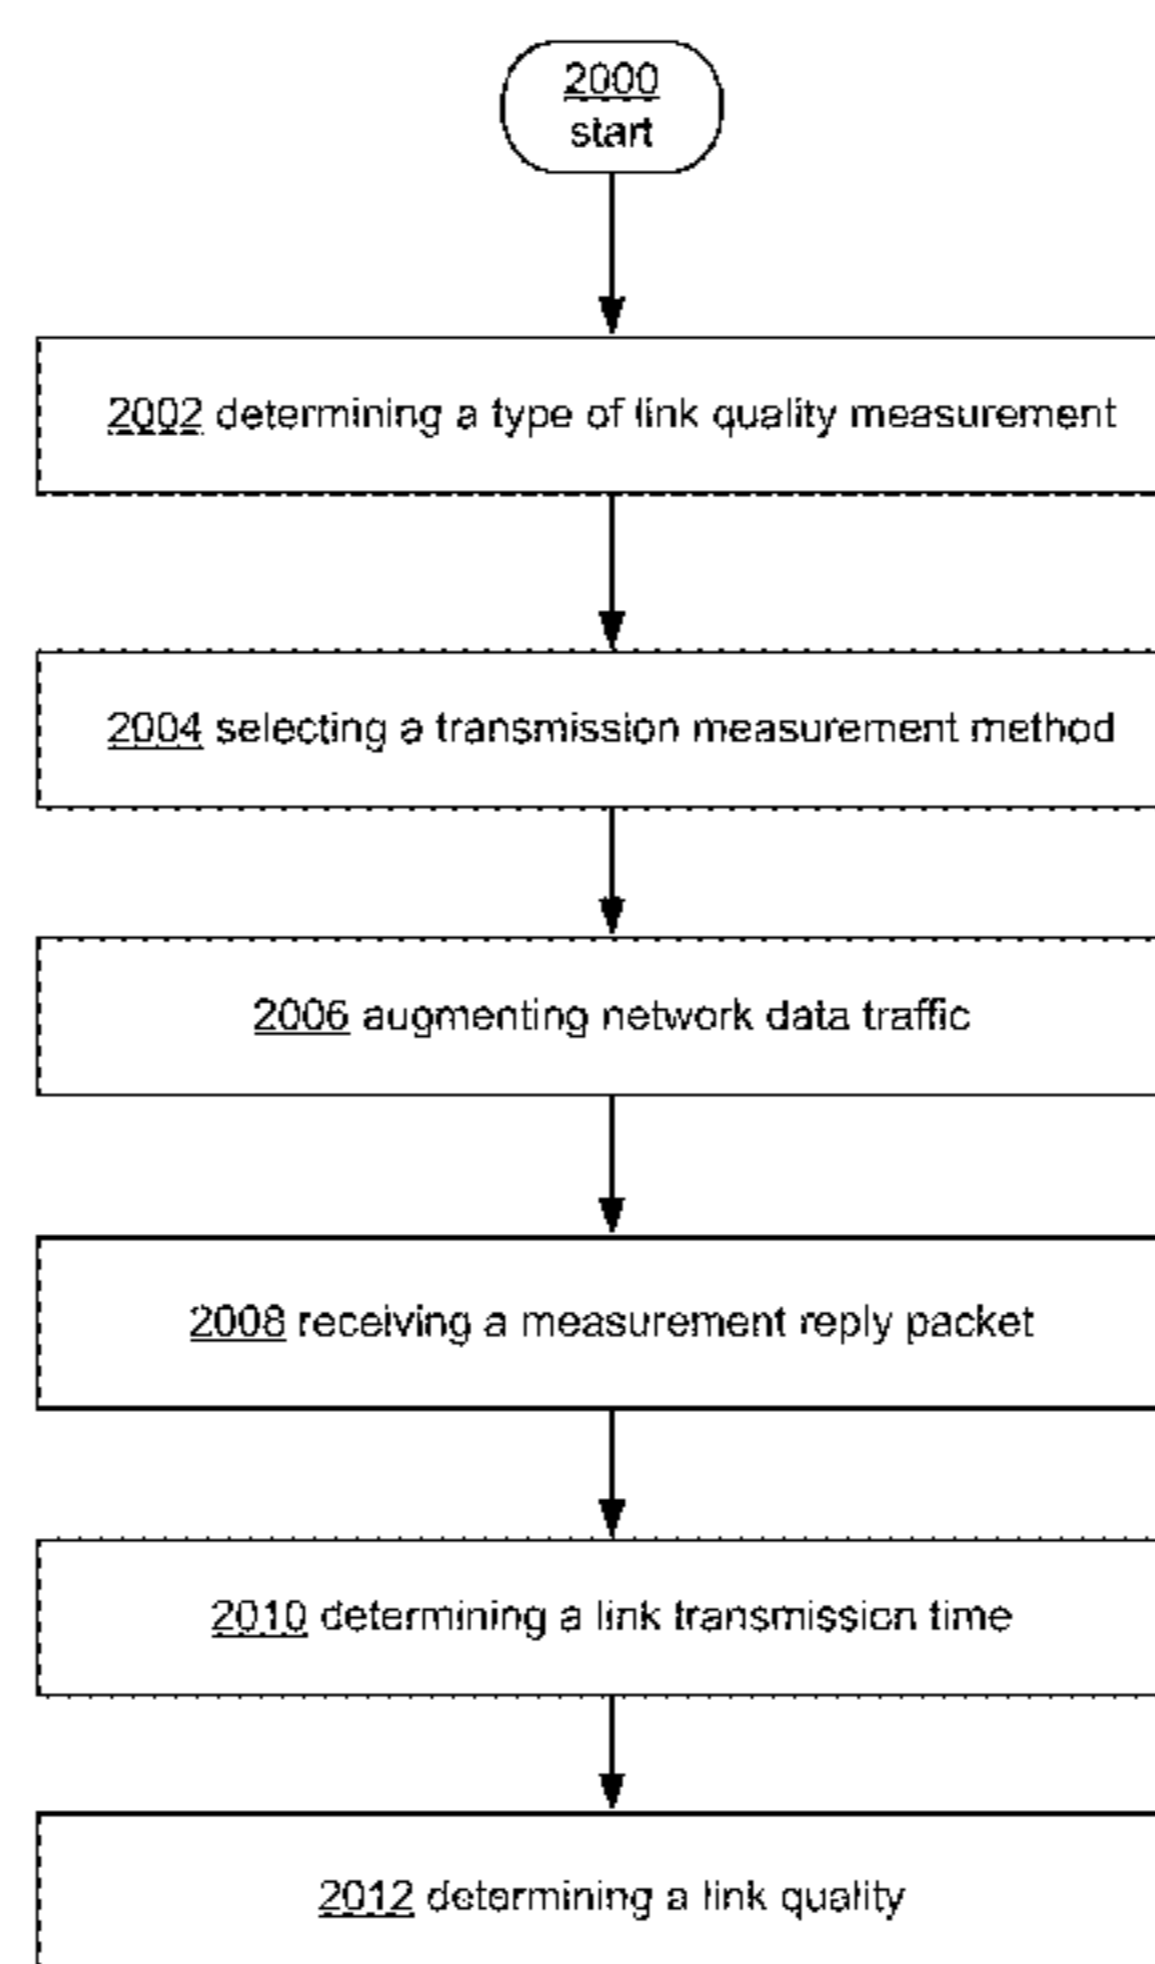 2000
start
2002 determining a type of link quality measurement
2004 selecting a transmission measurement method
2006 augmenting network data traffic
2008 receiving a measurement reply packet
2010 determining a link transmission time
2012 determining a link quality